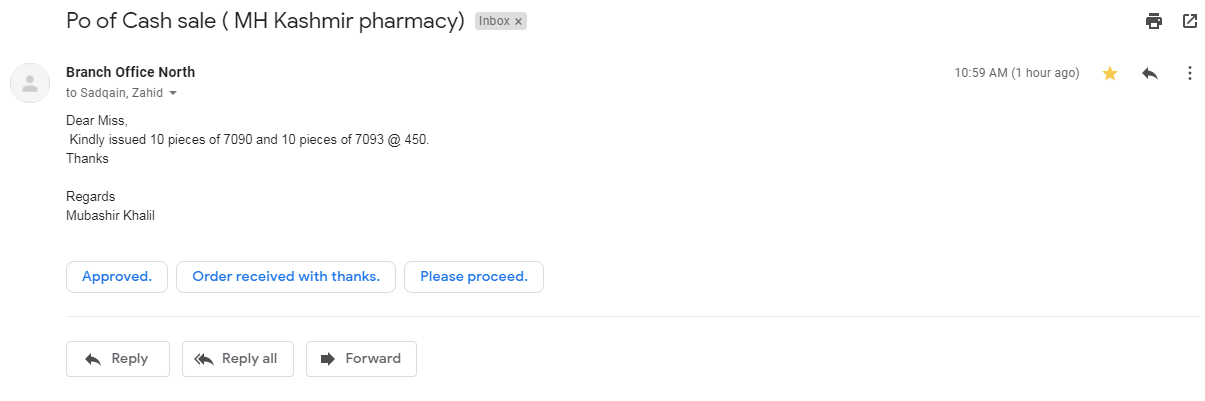 Po of Cash sale ( MH Kashmir pharmacy) Inbox x
Branch Office North 10:59 AM (1 hour ago)
to Sadqain, Zahid
Dear Miss,
Kindly issued 10 pieces of 7090 and 10 pieces of 7093 @ 450.
Thanks
Regards
Mubashir Khalil
Approved. Order received with thanks. Please proceed.
Reply Reply all Forward